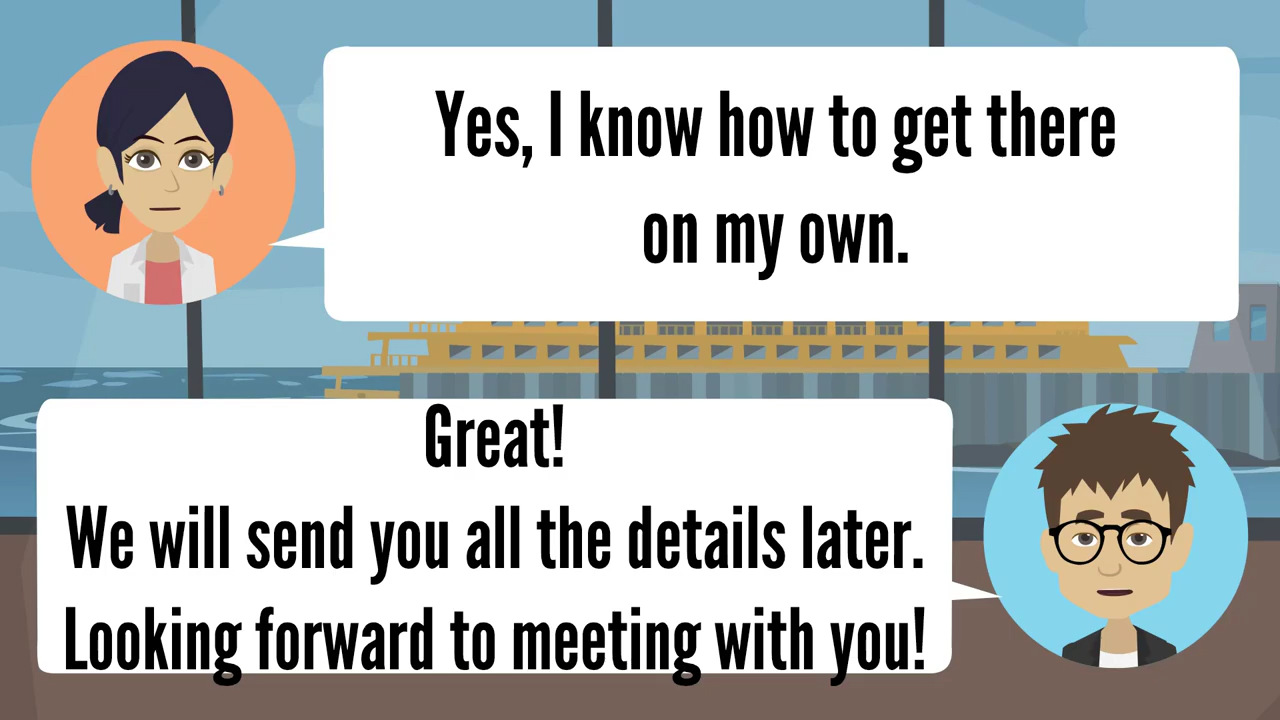 Yes, I know how to get there
on my own.
Great!
We will send you all the details later.
Looking forward to meeting with you!